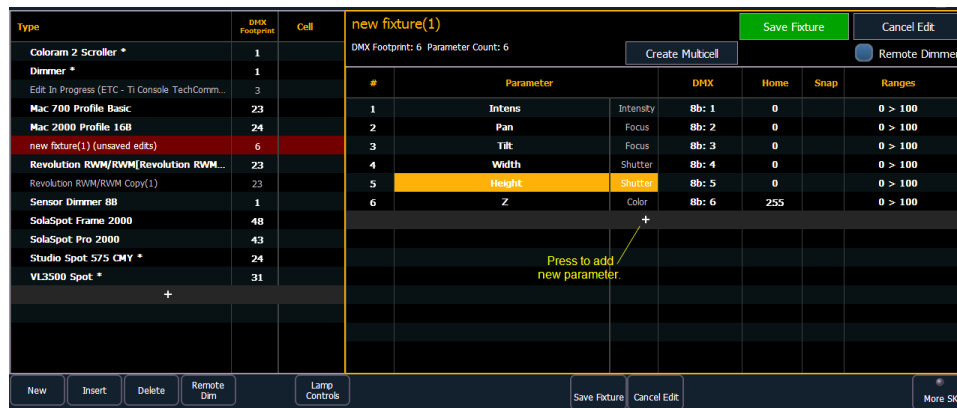 Type DMX Footprint Cell
Coloram 2 Scroller * 1
Dimmer * 1
Edit In Progress (ETC - Ti Console TechComm... 3
Mac 700 Profile Basic 23
Mac 2000 Profile 16B 24
new fixture(1) (unsaved edits) 6
Revolution RWM/RWM[Revolution RWM... 23
Revolution RWM/RWM Copy(1) 23
Sensor Dimmer 8B 1
SolaSpot Frame 2000 48
SolaSpot Pro 2000 43
Studio Spot 575 CMY * 24
VL3500 Spot * 31
+
new fixture(1) Save Fixture Cancel Edit
DMX Footprint: 6 Parameter Count: 6 Create Multicell Remote Dimmer
# Parameter DMX Home Snap Ranges
1 Intens Intensity 8b: 1 0 0 > 100
2 Pan Focus 8b: 2 0 0 > 100
3 Tilt Focus 8b: 3 0 0 > 100
4 Width Shutter 8b: 4 0 0 > 100
5 Height Shutter 8b: 5 0 0 > 100
6 Z Color 8b: 6 255 0 > 100
+
Press to add
new parameter.
New Insert Delete Remote Dim Lamp Controls Save Fixture Cancel Edit More SK